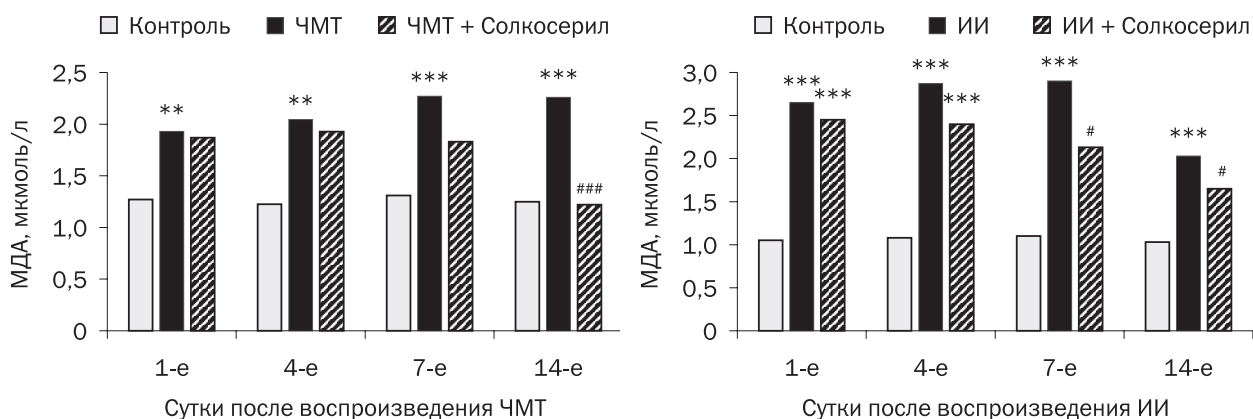 Контроль ЧМТ ЧМТ + Солкосерил
МДА, мкмоль/л
2,5
2,0
1,5
1,0
0,5
0
** ** *** *** ###
1-е 4-е 7-е 14-е
Сутки после воспроизведения ЧМТ
Контроль ИИ ИИ + Солкосерил
МДА, мкмоль/л
3,0
2,5
2,0
1,5
1,0
0,5
0
*** *** *** *** *** # *** #
1-е 4-е 7-е 14-е
Сутки после воспроизведения ИИ